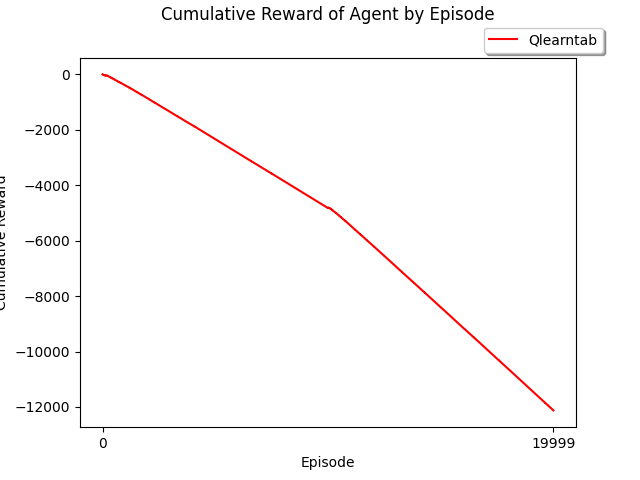 Cumulative Reward of Agent by Episode
Qlearntab
0
−2000
−4000
−6000
−8000
−10000
−12000
Cumulative Reward
0
19999
Episode